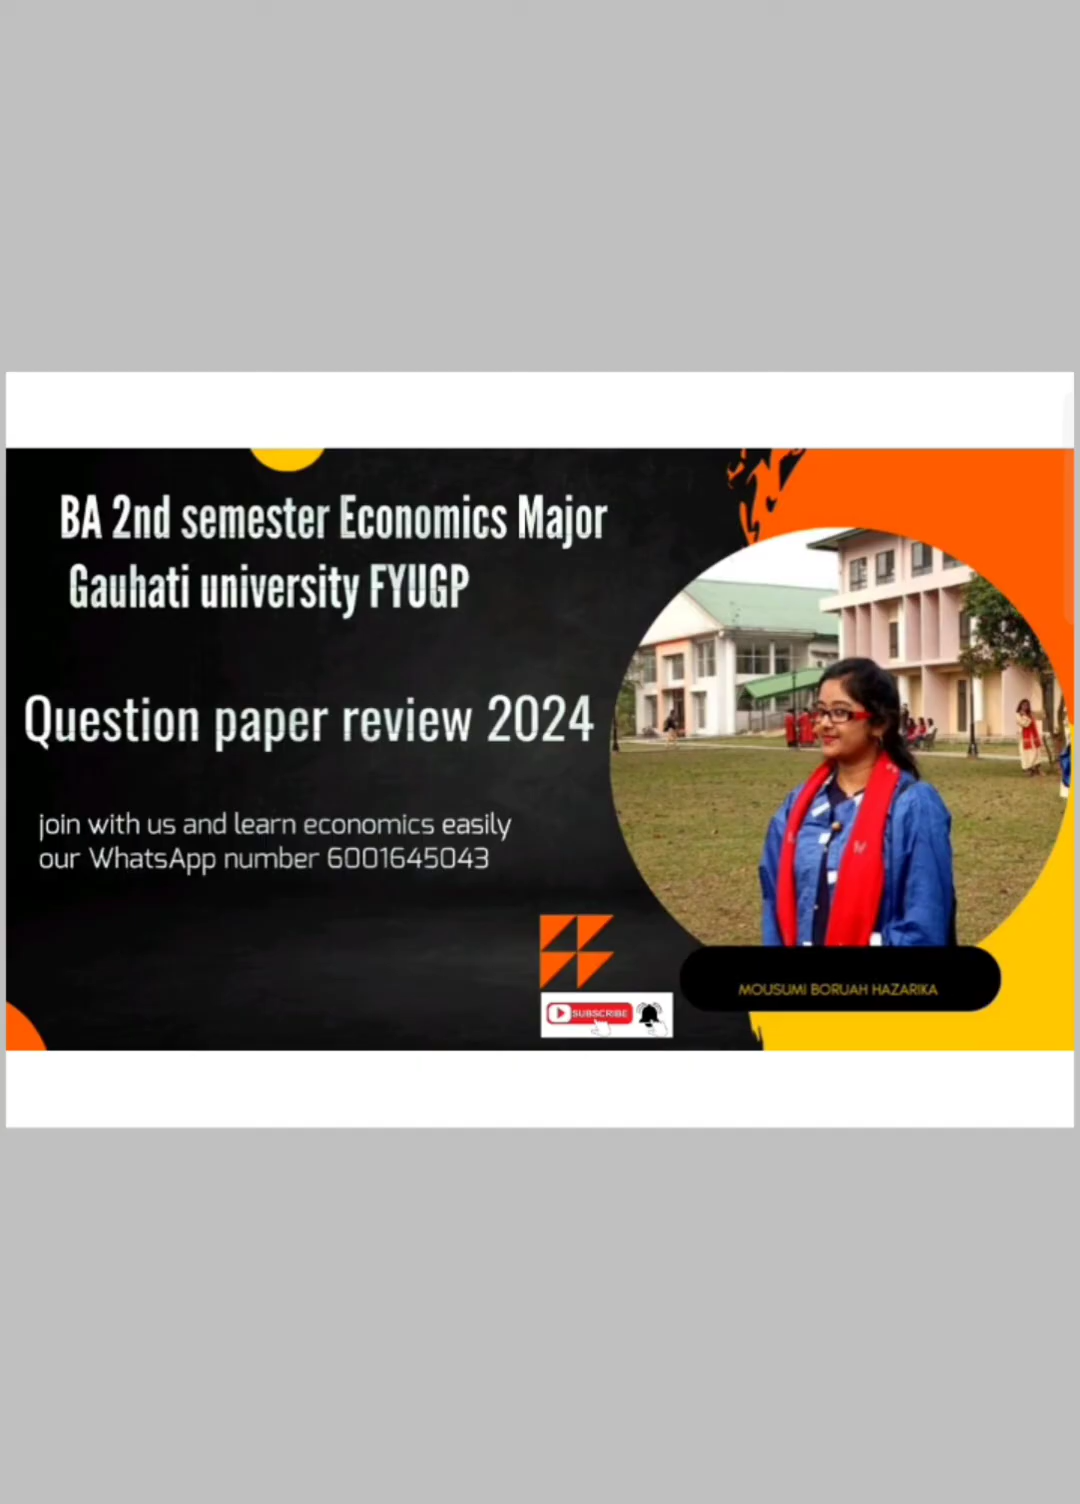 BA 2nd semester Economics Major
Gauhati university FYUGP
Question paper review 2024
join with us and learn economics easily
our WhatsApp number 6001645043
SUBSCRIBE
MOUSUMI BORUAH HAZARIKA